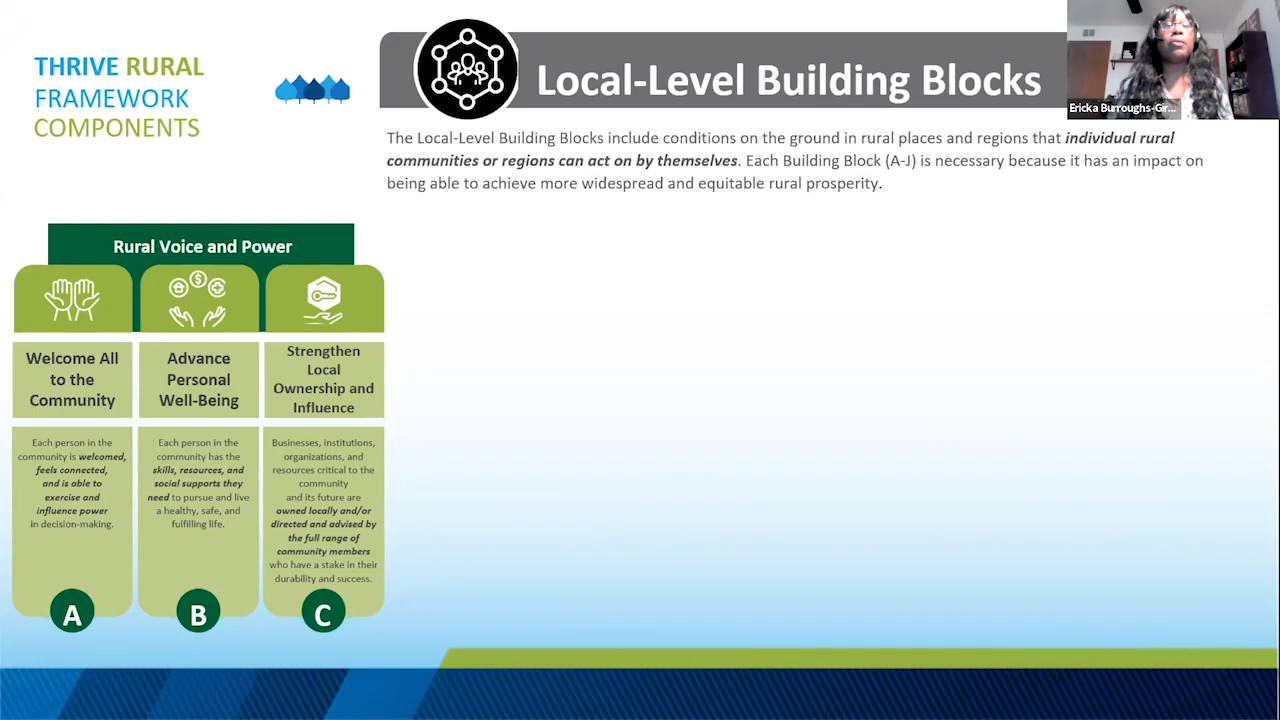 THRIVE RURAL
FRAMEWORK
COMPONENTS
Local-Level Building Blocks
Ericka Burroughs-Gir...
The Local-Level Building Blocks include conditions on the ground in rural places and regions that individual rural
communities or regions can act on by themselves. Each Building Block (A-J) is necessary because it has an impact on
being able to achieve more widespread and equitable rural prosperity.
Rural Voice and Power
Welcome All
to the
Community
Each person in the
community is welcomed,
feels connected,
and is able to
exercise and
influence power
in decision-making.
A
Advance
Personal
Well-Being
Each person in the
community has the
skills, resources, and
social supports they
need to pursue and live
a healthy, safe, and
fulfilling life.
B
Strengthen
Local
Ownership and
Influence
Businesses, institutions,
organizations, and
resources critical to the
community
and its future are
owned locally and/or
directed and advised by
the full range of
community members
who have a stake in their
durability and success.
C